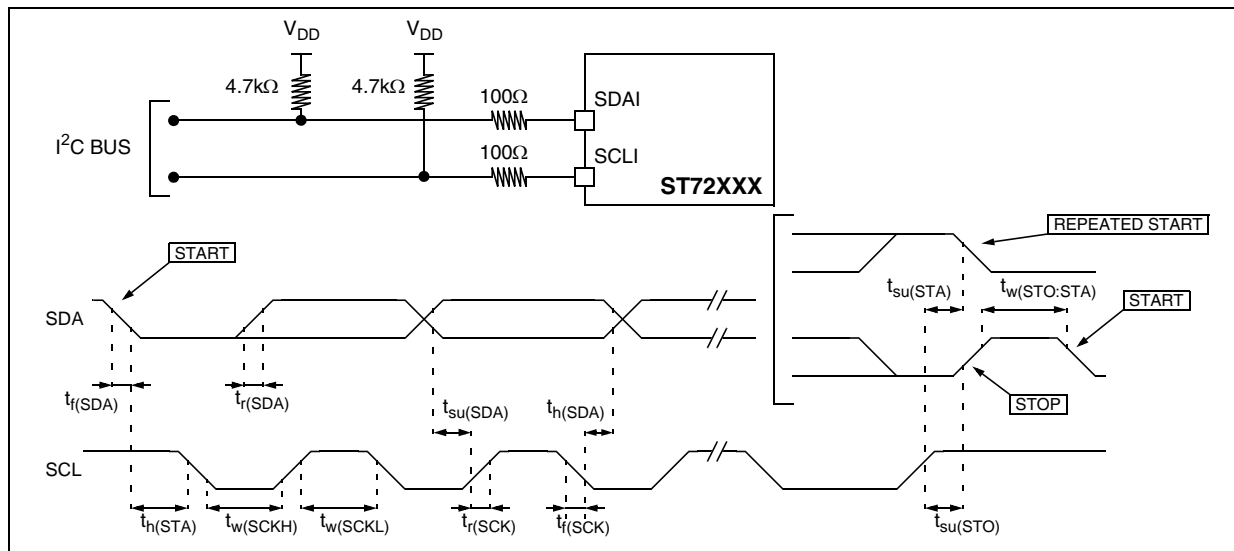 V_DD V_DD
4.7kΩ 4.7kΩ
100Ω
SDAI
I²C BUS
100Ω
SCLI
ST72XXX
REPEATED START
START
t_su(STA)
t_w(STO:STA)
START
SDA
t_f(SDA)
t_r(SDA)
t_su(SDA)
t_h(SDA)
STOP
SCL
t_h(STA)
t_w(SCKH)
t_w(SCKL)
t_r(SCK)
t_f(SCK)
t_su(STO)